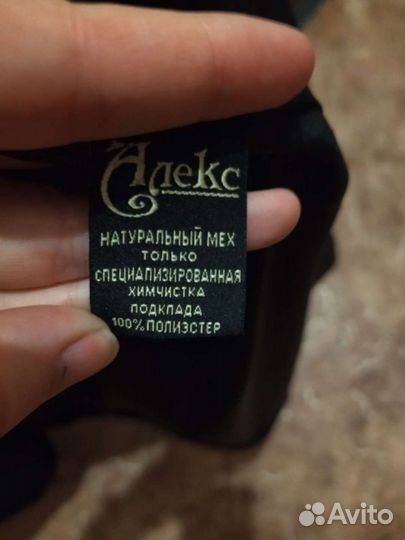 Алекс
НАТУРАЛЬНЫЙ МЕХ
ТОЛЬКО
СПЕЦИАЛИЗИРОВАННАЯ
ХИМЧИСТКА
ПОДКЛАДА
100% ПОЛИЭСТЕР
Avito